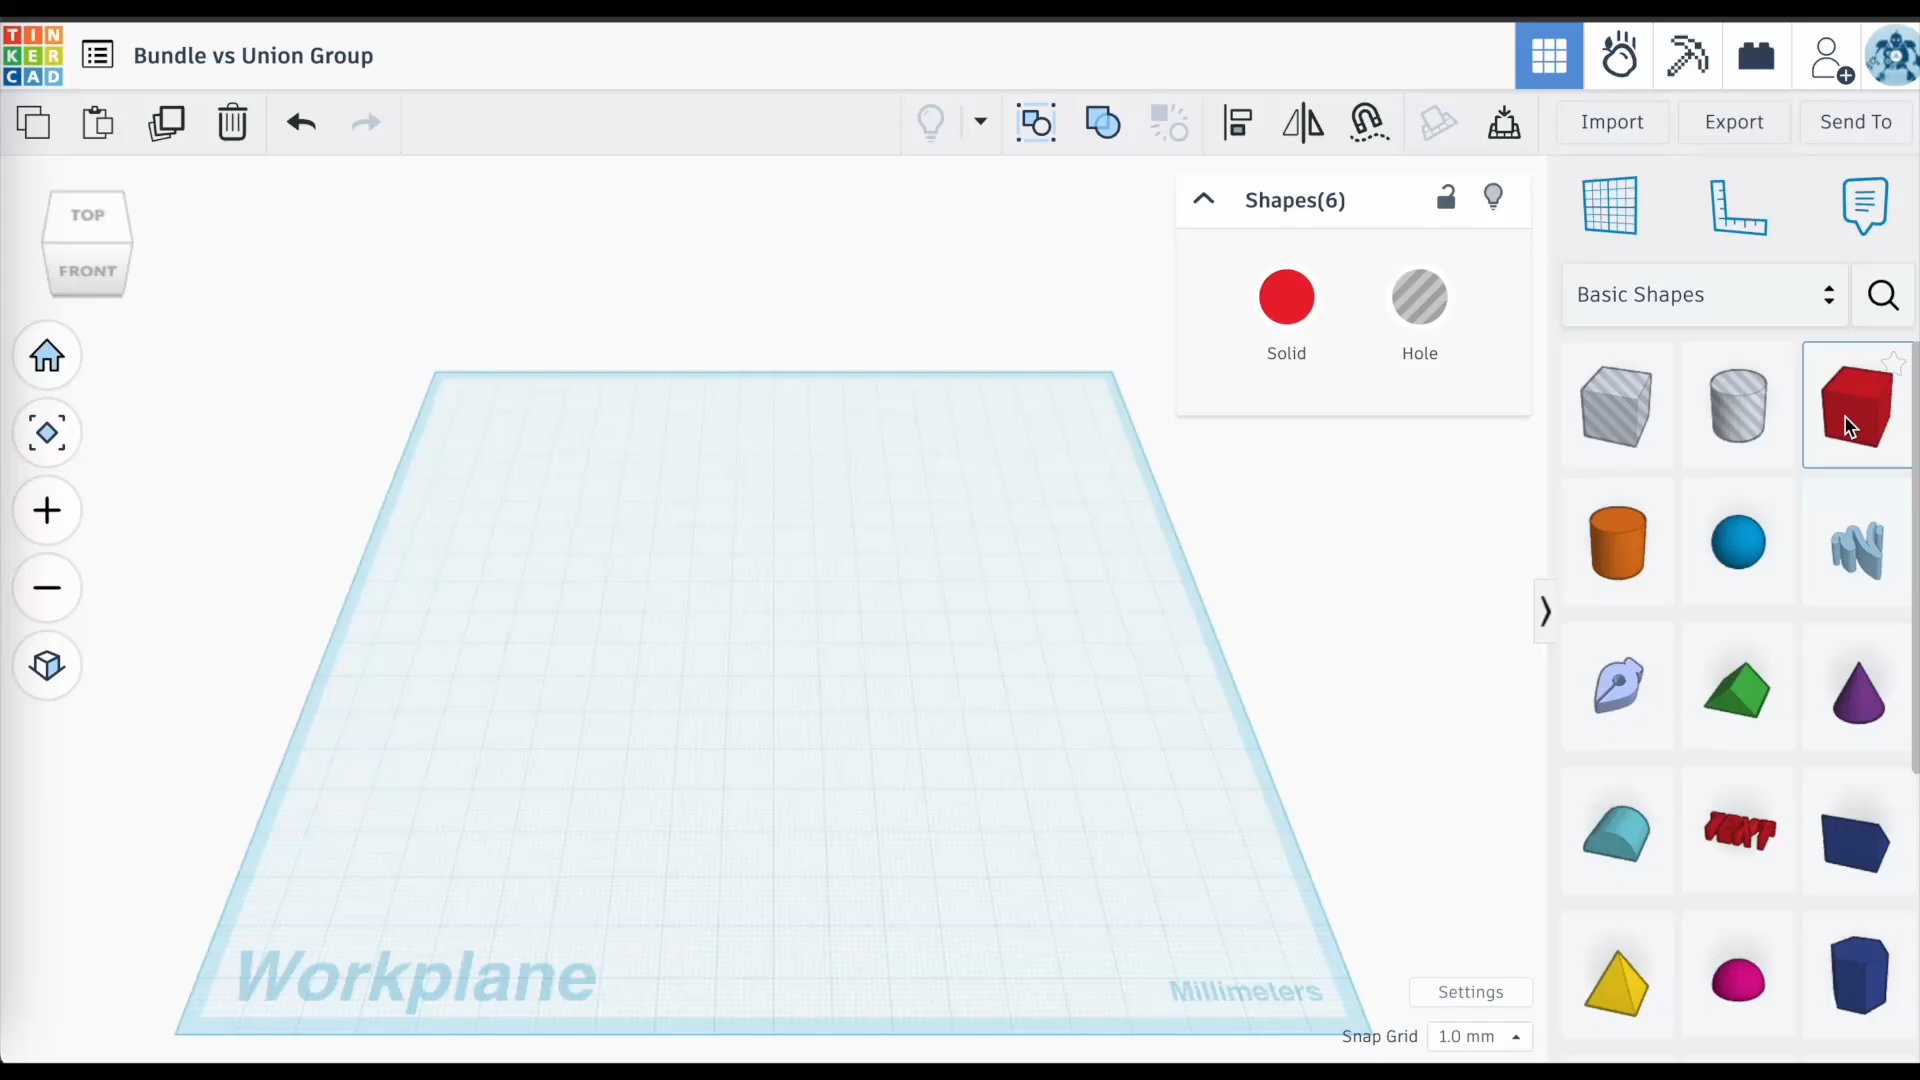 TIN
KER
CAD
Bundle vs Union Group
Import
Export
Send To
TOP
FRONT
Shapes(6)
Solid
Hole
Basic Shapes
TEXT
Workplane
Millimeters
Settings
Snap Grid
1.0 mm